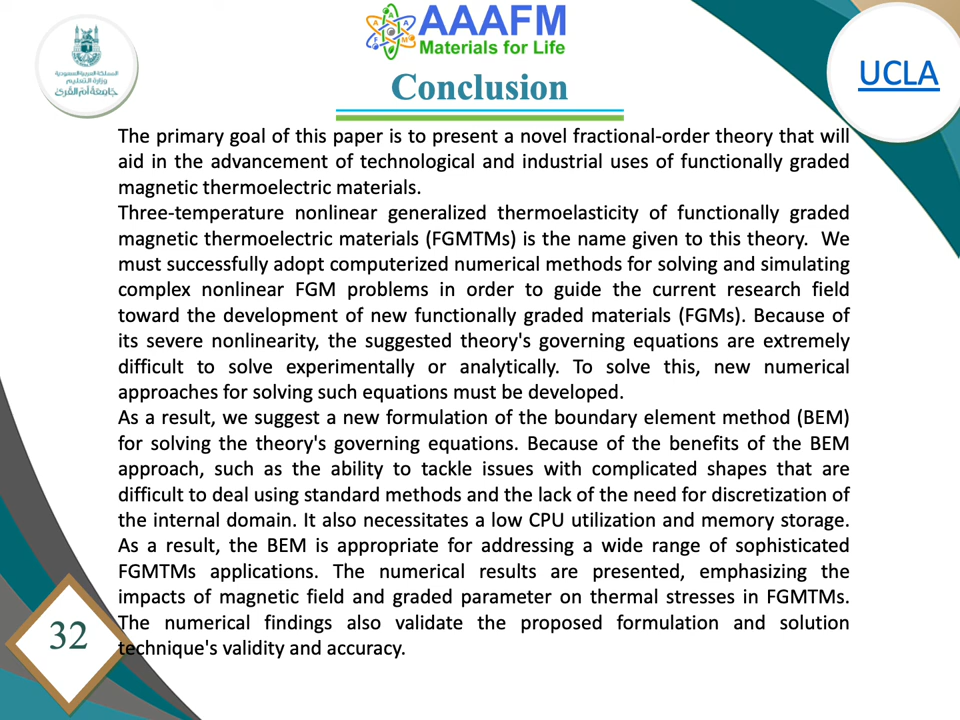 AAAFM
Materials for Life
المملكة العربية السعودية
وزارة التعليم
جامعة أم القرى
UCLA
Conclusion
The primary goal of this paper is to present a novel fractional-order theory that will
aid in the advancement of technological and industrial uses of functionally graded
magnetic thermoelectric materials.
Three-temperature nonlinear generalized thermoelasticity of functionally graded
magnetic thermoelectric materials (FGMTMs) is the name given to this theory. We
must successfully adopt computerized numerical methods for solving and simulating
complex nonlinear FGM problems in order to guide the current research field
toward the development of new functionally graded materials (FGMs). Because of
its severe nonlinearity, the suggested theory's governing equations are extremely
difficult to solve experimentally or analytically. To solve this, new numerical
approaches for solving such equations must be developed.
As a result, we suggest a new formulation of the boundary element method (BEM)
for solving the theory's governing equations. Because of the benefits of the BEM
approach, such as the ability to tackle issues with complicated shapes that are
difficult to deal using standard methods and the lack of the need for discretization of
the internal domain. It also necessitates a low CPU utilization and memory storage.
As a result, the BEM is appropriate for addressing a wide range of sophisticated
FGMTMs applications. The numerical results are presented, emphasizing the
impacts of magnetic field and graded parameter on thermal stresses in FGMTMs.
The numerical findings also validate the proposed formulation and solution
technique's validity and accuracy.
32